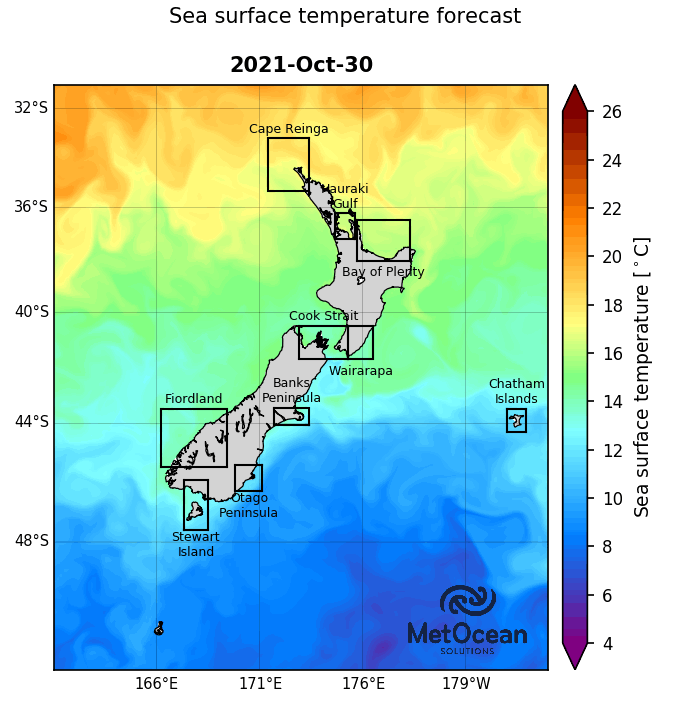 Sea surface temperature forecast
2021-Oct-30
32°S
36°S
40°S
44°S
48°S
166°E
171°E
176°E
179°W
Cape Reinga
Hauraki
Gulf
Bay of Plenty
Cook Strait
Wairarapa
Banks
Peninsula
Fiordland
Chatham
Islands
Otago
Peninsula
Stewart
Island
MetOcean
SOLUTIONS
26
24
22
20
18
16
14
12
10
8
6
4
Sea surface temperature [°C]